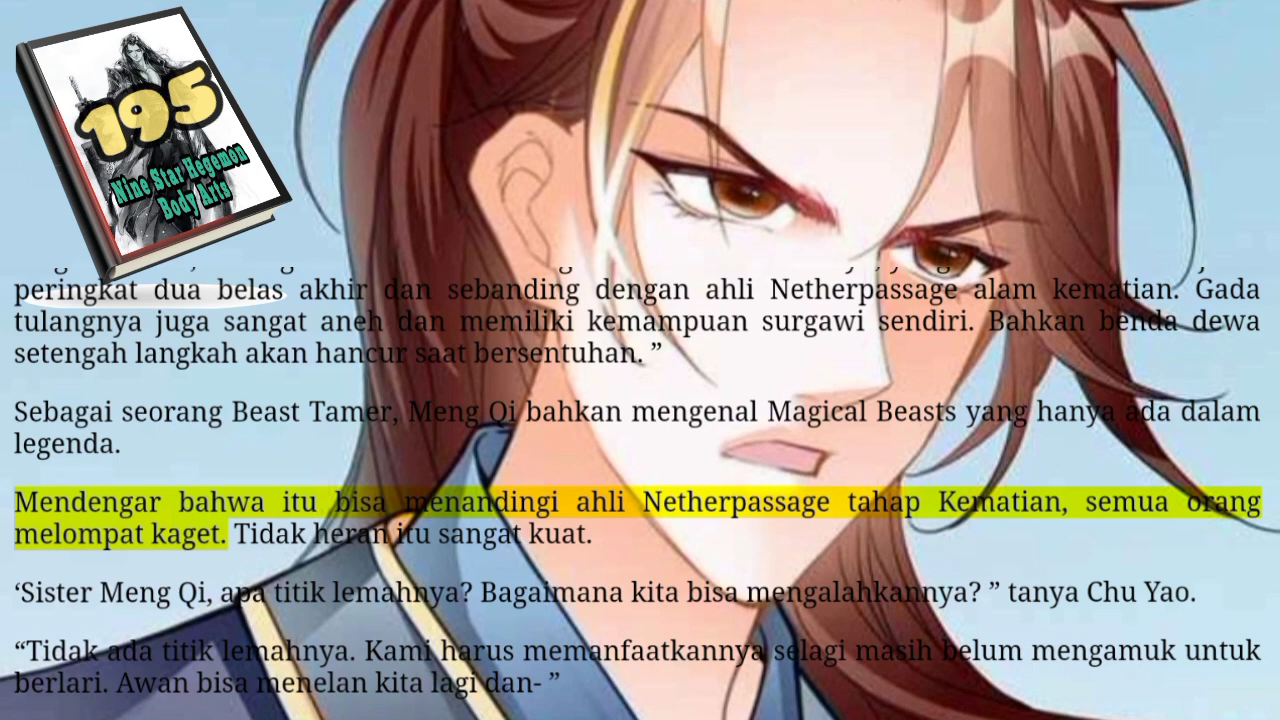 195
Nine Star Hegemon
Body Arts
peringkat dua belas akhir dan sebanding dengan ahli Netherpassage alam kematian. Gada
tulangnya juga sangat aneh dan memiliki kemampuan surgawi sendiri. Bahkan benda dewa
setengah langkah akan hancur saat bersentuhan. ”
Sebagai seorang Beast Tamer, Meng Qi bahkan mengenal Magical Beasts yang hanya ada dalam
legenda.
Mendengar bahwa itu bisa menandingi ahli Netherpassage tahap Kematian, semua orang
melompat kaget. Tidak heran itu sangat kuat.
‘Sister Meng Qi, apa titik lemahnya? Bagaimana kita bisa mengalahkannya? ” tanya Chu Yao.
“Tidak ada titik lemahnya. Kami harus memanfaatkannya selagi masih belum mengamuk untuk
berlari. Awan bisa menelan kita lagi dan- ”